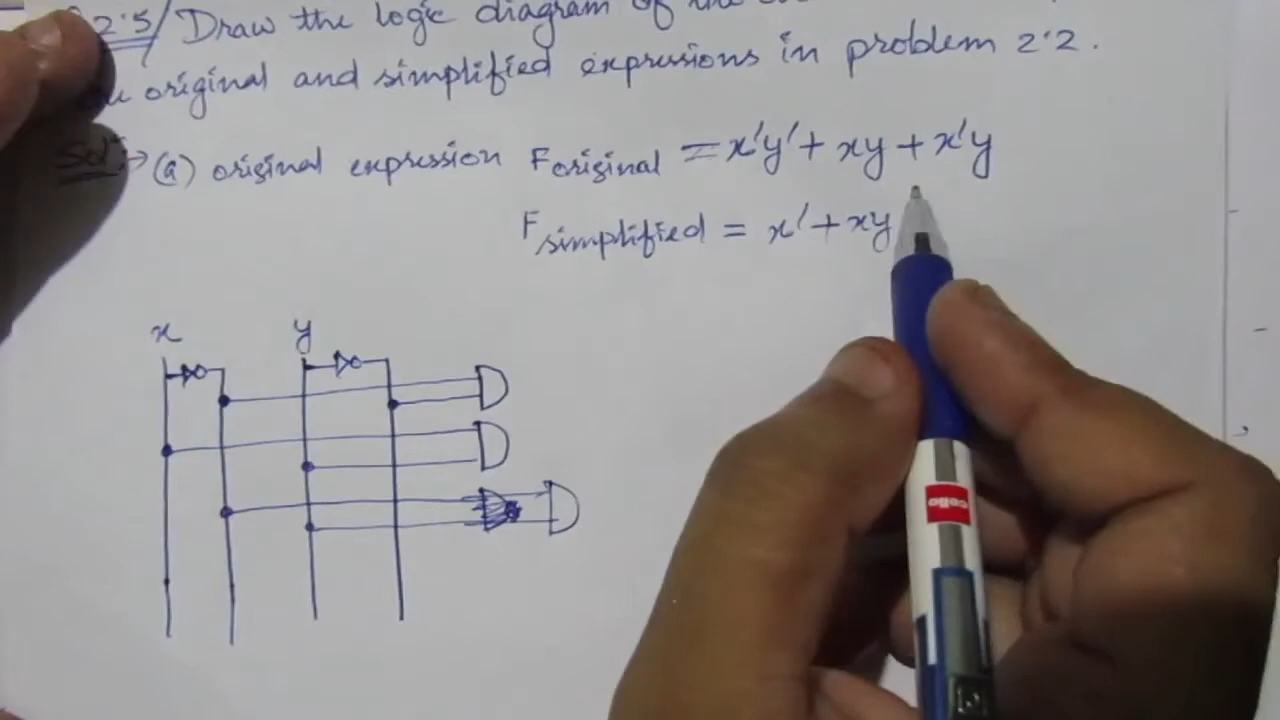 2.5/ Draw the logic diagram of the
original and simplified expressions in problem 2.2.
Sol:→ (a) original expression Foriginal = x'y' + xy + x'y
Fsimplified = x' + xy
x y
cello